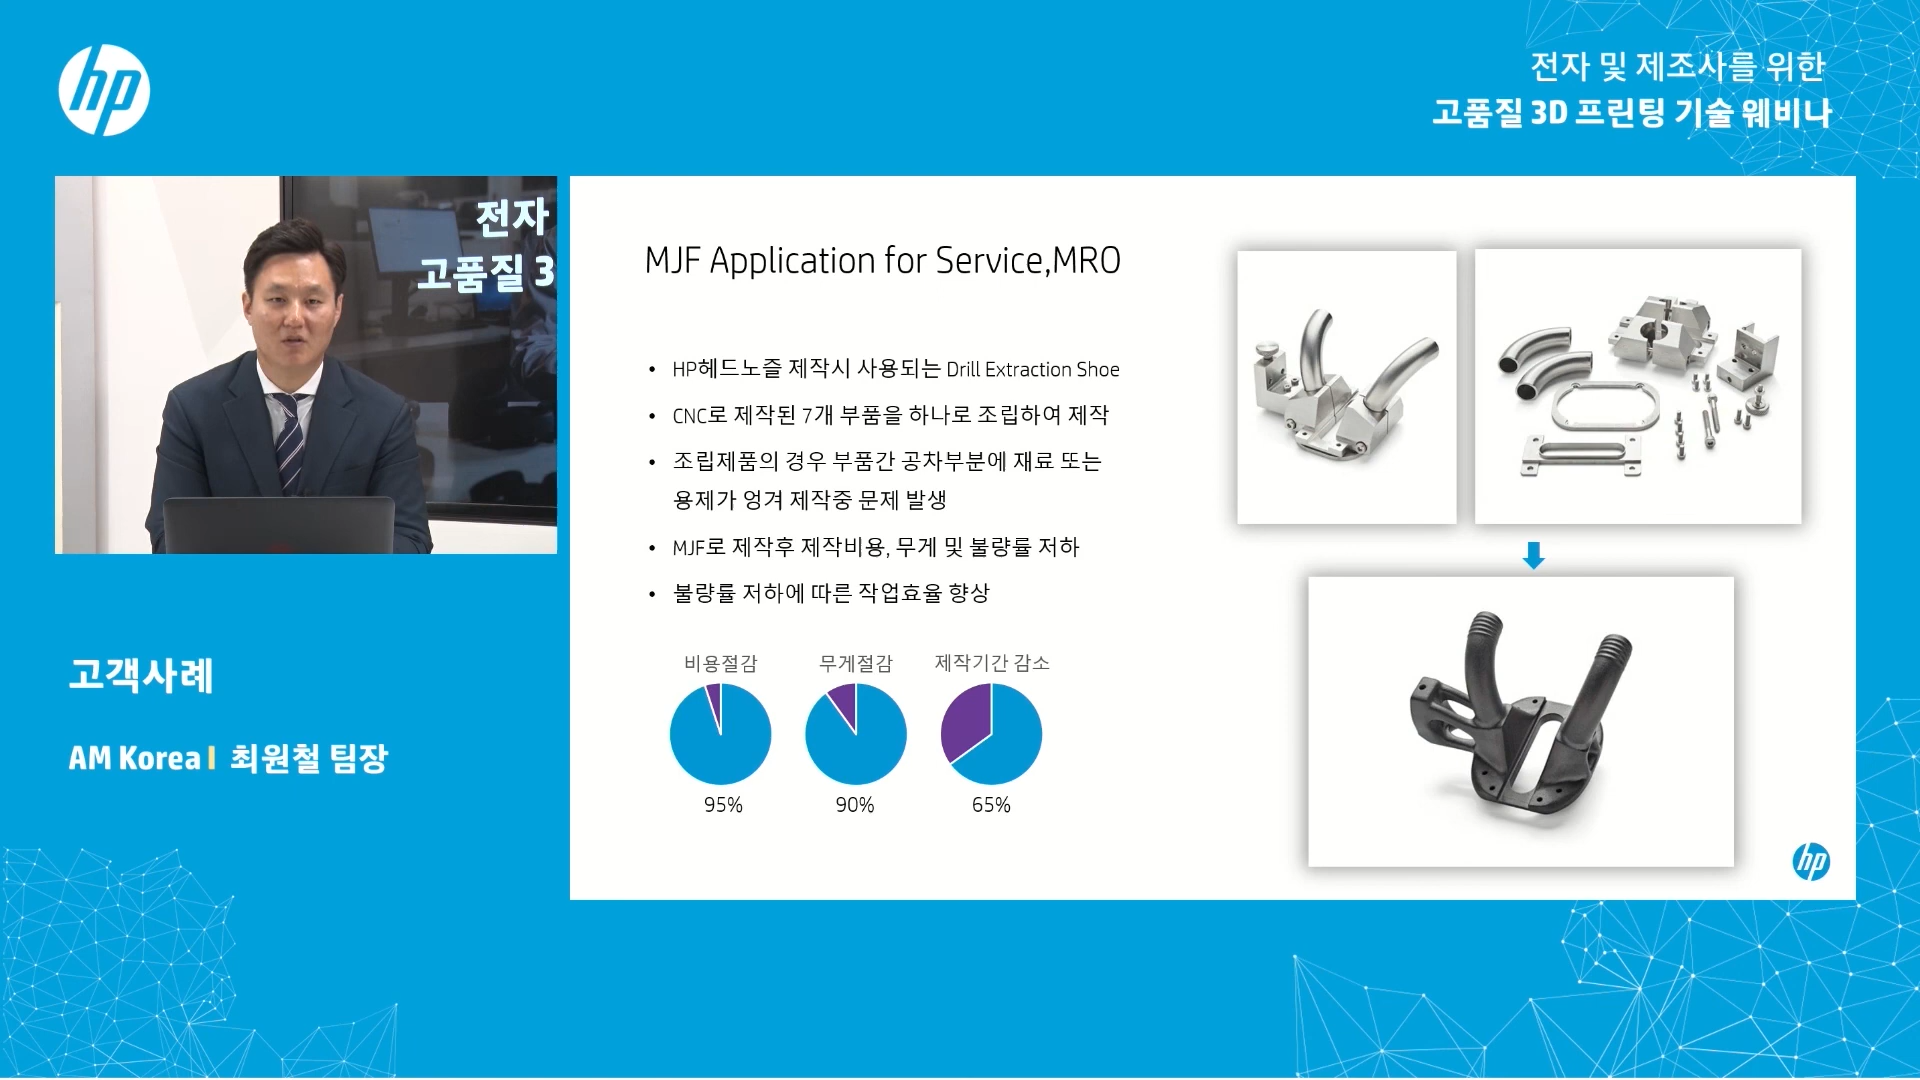 hp
전자 및 제조사를 위한
고품질 3D 프린팅 기술 웨비나
전자
고품질 3
고객사례
AM Korea | 최원철 팀장
MJF Application for Service,MRO
• HP헤드노즐 제작시 사용되는 Drill Extraction Shoe
• CNC로 제작된 7개 부품을 하나로 조립하여 제작
• 조립제품의 경우 부품간 공차부분에 재료 또는
용제가 엉겨 제작중 문제 발생
• MJF로 제작후 제작비용, 무게 및 불량률 저하
• 불량률 저하에 따른 작업효율 향상
비용절감 무게절감 제작기간 감소
95% 90% 65%
hp